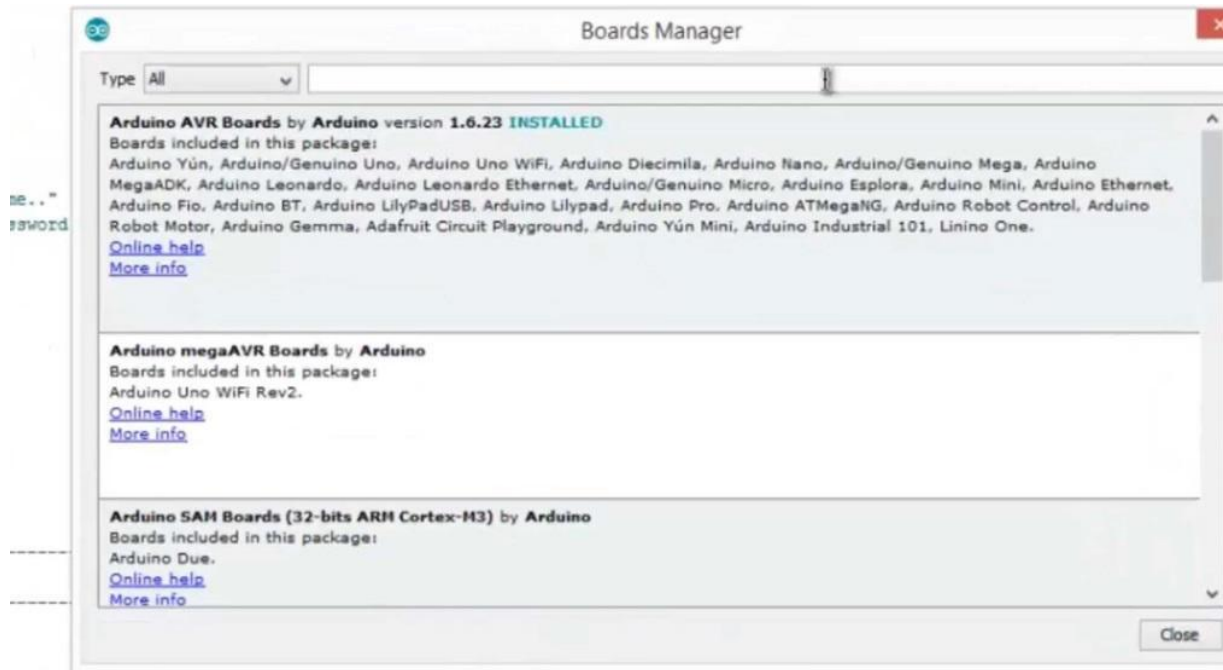 Boards Manager
Type All
Arduino AVR Boards by Arduino version 1.6.23 INSTALLED
Boards included in this package:
Arduino Yún, Arduino/Genuino Uno, Arduino Uno WiFi, Arduino Diecimila, Arduino Nano, Arduino/Genuino Mega, Arduino
MegaADK, Arduino Leonardo, Arduino Leonardo Ethernet, Arduino/Genuino Micro, Arduino Esplora, Arduino Mini, Arduino Ethernet,
Arduino Fio, Arduino BT, Arduino LilyPadUSB, Arduino Lilypad, Arduino Pro, Arduino ATMegaNG, Arduino Robot Control, Arduino
Robot Motor, Arduino Gemma, Adafruit Circuit Playground, Arduino Yún Mini, Arduino Industrial 101, Linino One.
Online help
More info
me.."
ssword
Arduino megaAVR Boards by Arduino
Boards included in this package:
Arduino Uno WiFi Rev2.
Online help
More info
Arduino SAM Boards (32-bits ARM Cortex-M3) by Arduino
Boards included in this package:
Arduino Due.
Online help
More info
Close